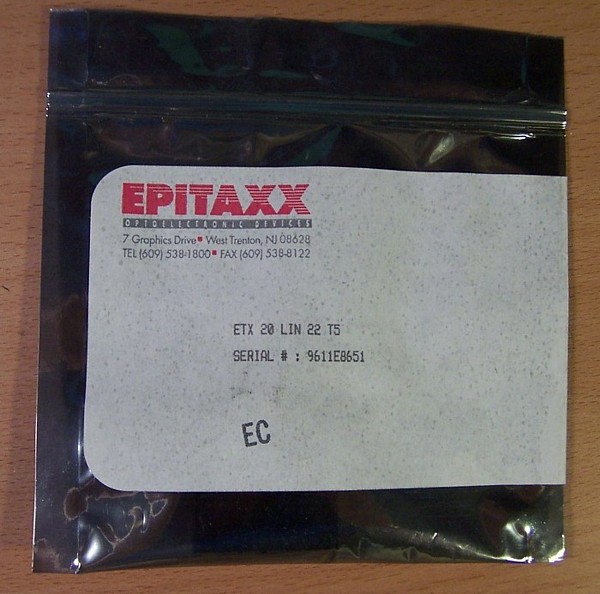 EPITAXX
OPTOELECTRONIC DEVICES
7 Graphics Drive ▪ West Trenton, NJ 08628
TEL (609) 538-1800 ▪ FAX (609) 538-8122
ETX 20 LIN 22 T5
SERIAL # : 9611E8651
EC